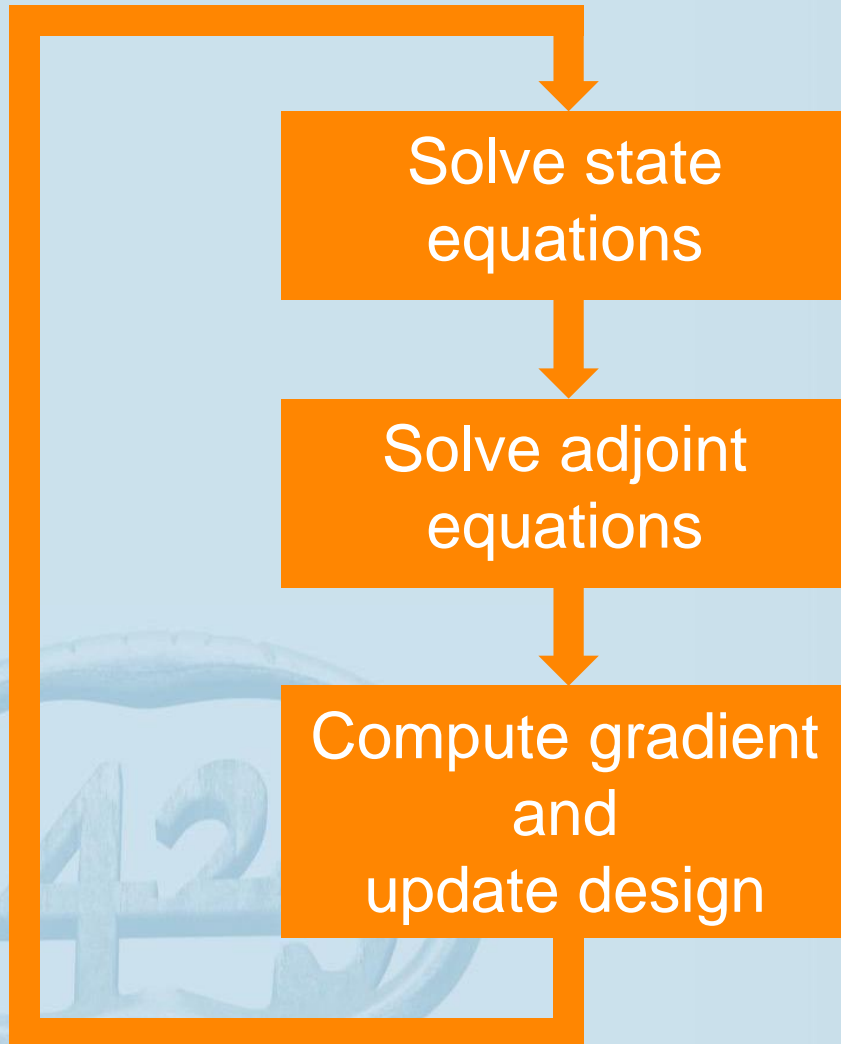 Solve state
equations
Solve adjoint
equations
Compute gradient
and
update design